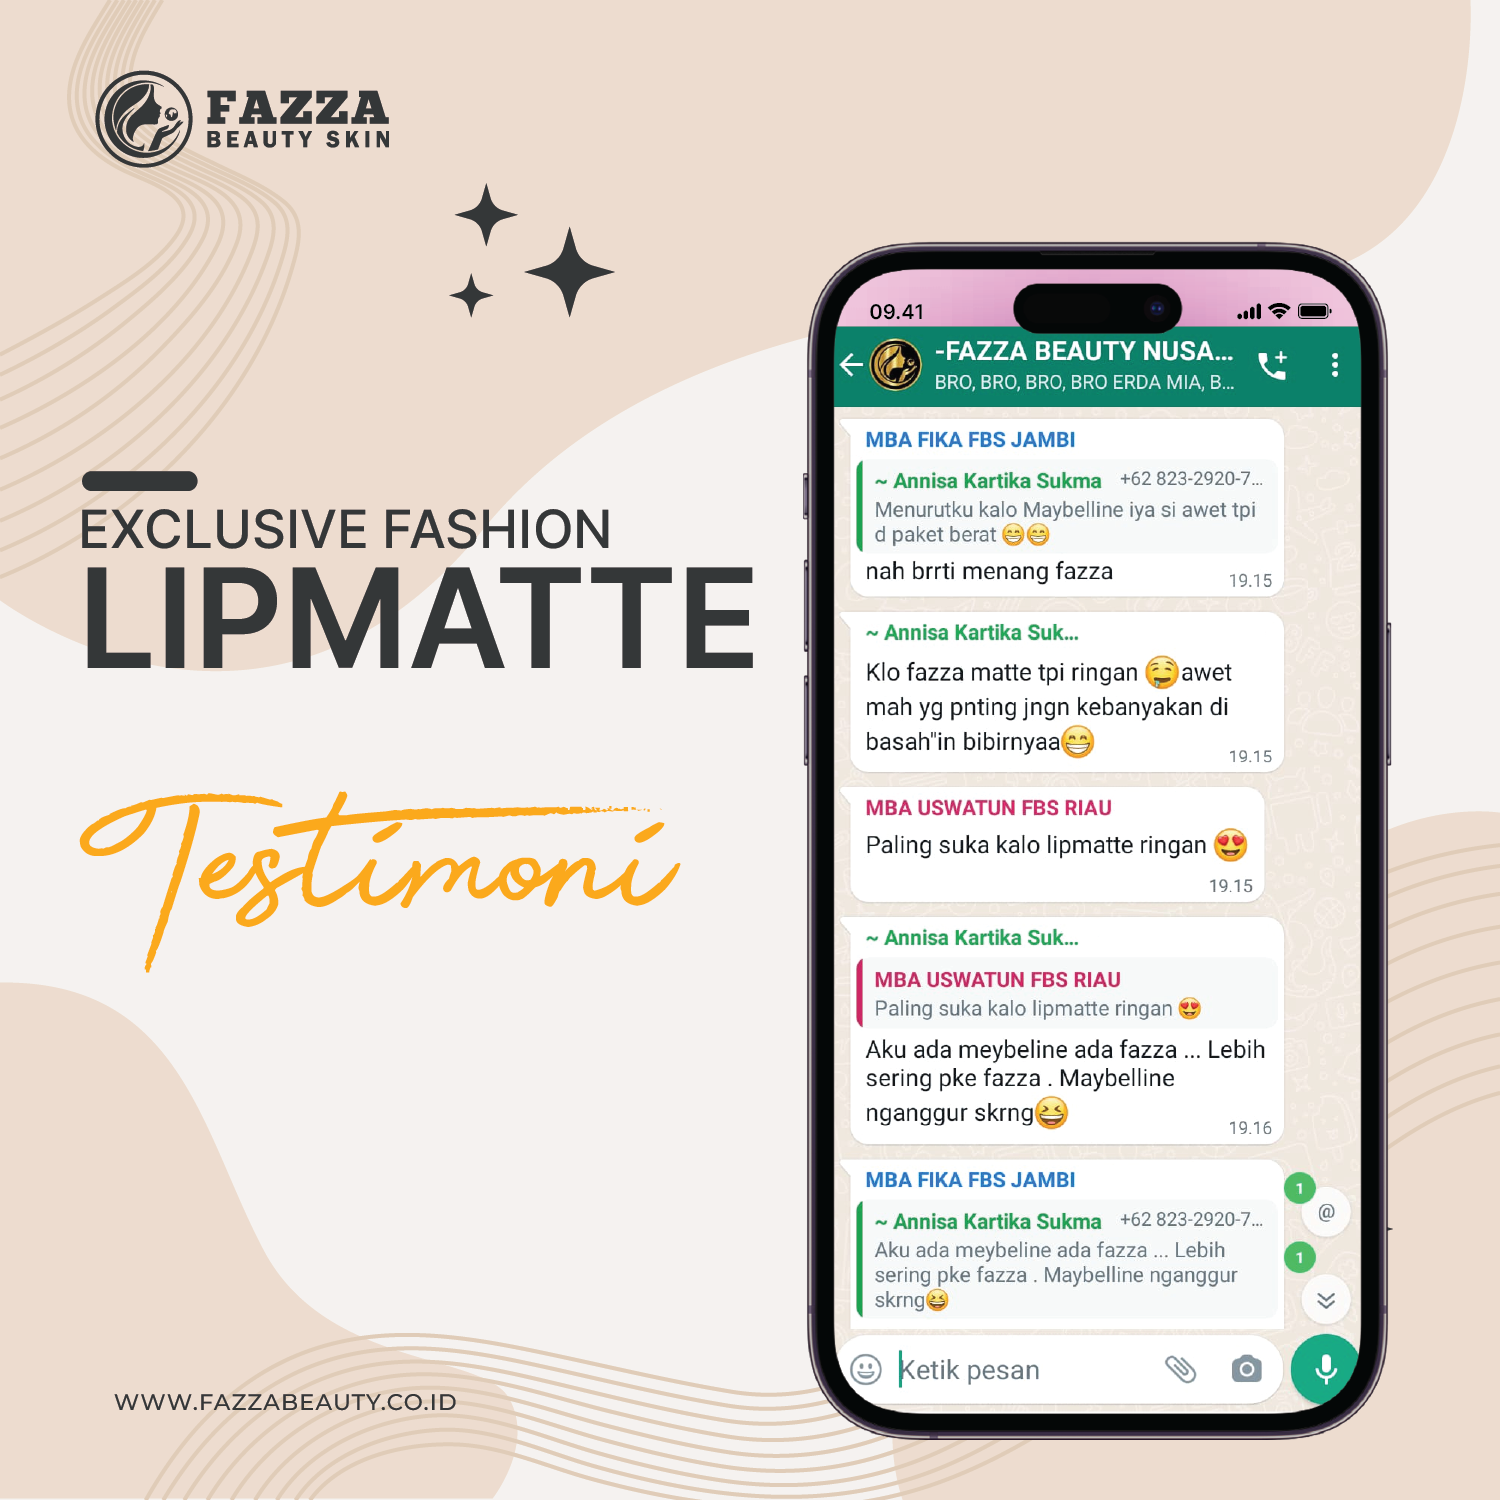 FAZZA
BEAUTY SKIN
EXCLUSIVE FASHION
LIPMATTE
Testimoni
WWW.FAZZABEAUTY.CO.ID
09.41
-FAZZA BEAUTY NUSA...
BRO, BRO, BRO, BRO ERDA MIA, B...
MBA FIKA FBS JAMBI
~ Annisa Kartika Sukma +62 823-2920-7...
Menurutku kalo Maybelline iya si awet tpi
d paket berat 😁😁
nah brrti menang fazza
19.15
~ Annisa Kartika Suk...
Klo fazza matte tpi ringan 🤤awet
mah yg pnting jngn kebanyakan di
basah"in bibirnyaa😁
19.15
MBA USWATUN FBS RIAU
Paling suka kalo lipmatte ringan 😍
19.15
~ Annisa Kartika Suk...
MBA USWATUN FBS RIAU
Paling suka kalo lipmatte ringan 😍
Aku ada meybeline ada fazza ... Lebih
sering pke fazza . Maybelline
nganggur skrng😆
19.16
MBA FIKA FBS JAMBI
~ Annisa Kartika Sukma +62 823-2920-7...
Aku ada meybeline ada fazza ... Lebih
sering pke fazza . Maybelline nganggur
skrng😆
1
@
1
Ketik pesan